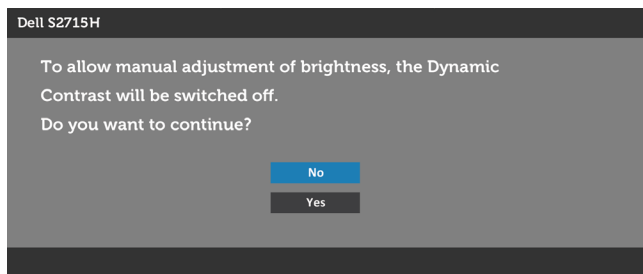 Dell S2715H
To allow manual adjustment of brightness, the Dynamic
Contrast will be switched off.
Do you want to continue?
No
Yes